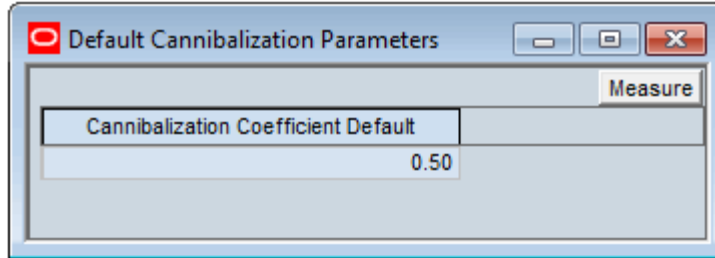 Default Cannibalization Parameters
Measure
Cannibalization Coefficient Default
0.50